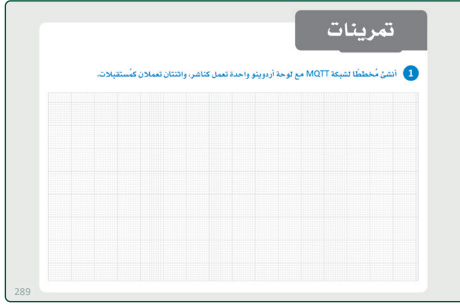 تمرينات
1 أنشئ مُخططًا لشبكة MQTT مع لوحة أردوينو واحدة تعمل كناشر، واثنتان تعملان كمُستقبلات.
289